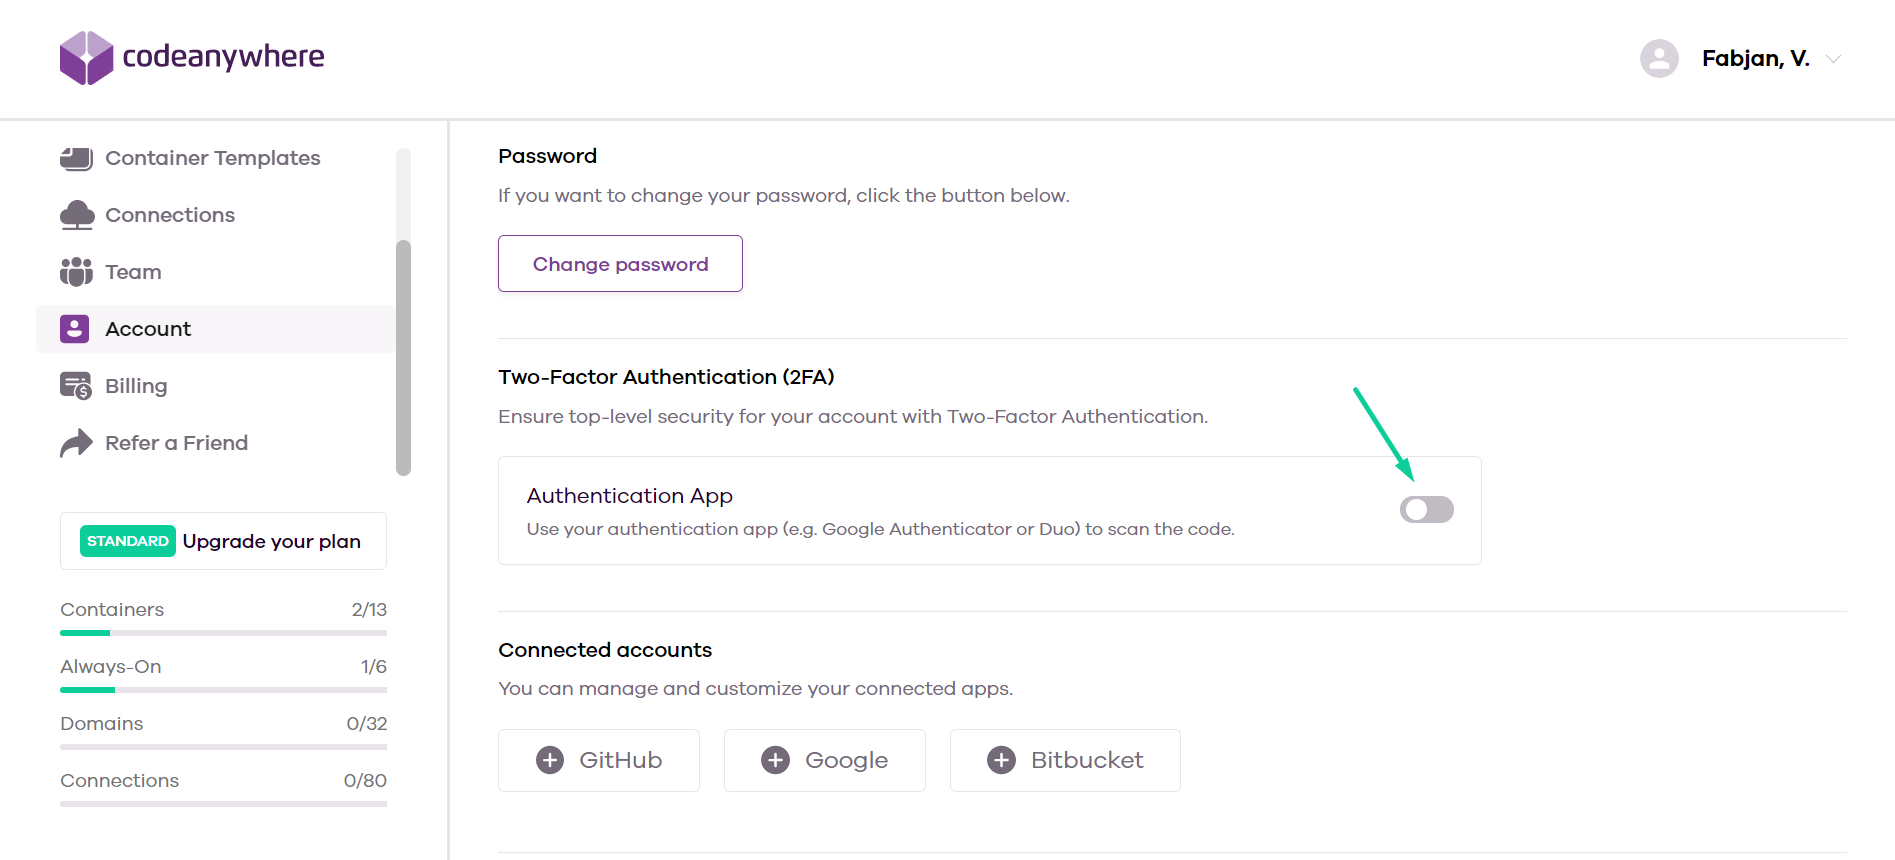 codeanywhere
Fabjan, V.
Container Templates
Connections
Team
Account
Billing
Refer a Friend
STANDARD Upgrade your plan
Containers 2/13
Always-On 1/6
Domains 0/32
Connections 0/80
Password
If you want to change your password, click the button below.
Change password
Two-Factor Authentication (2FA)
Ensure top-level security for your account with Two-Factor Authentication.
Authentication App
Use your authentication app (e.g. Google Authenticator or Duo) to scan the code.
Connected accounts
You can manage and customize your connected apps.
GitHub
Google
Bitbucket